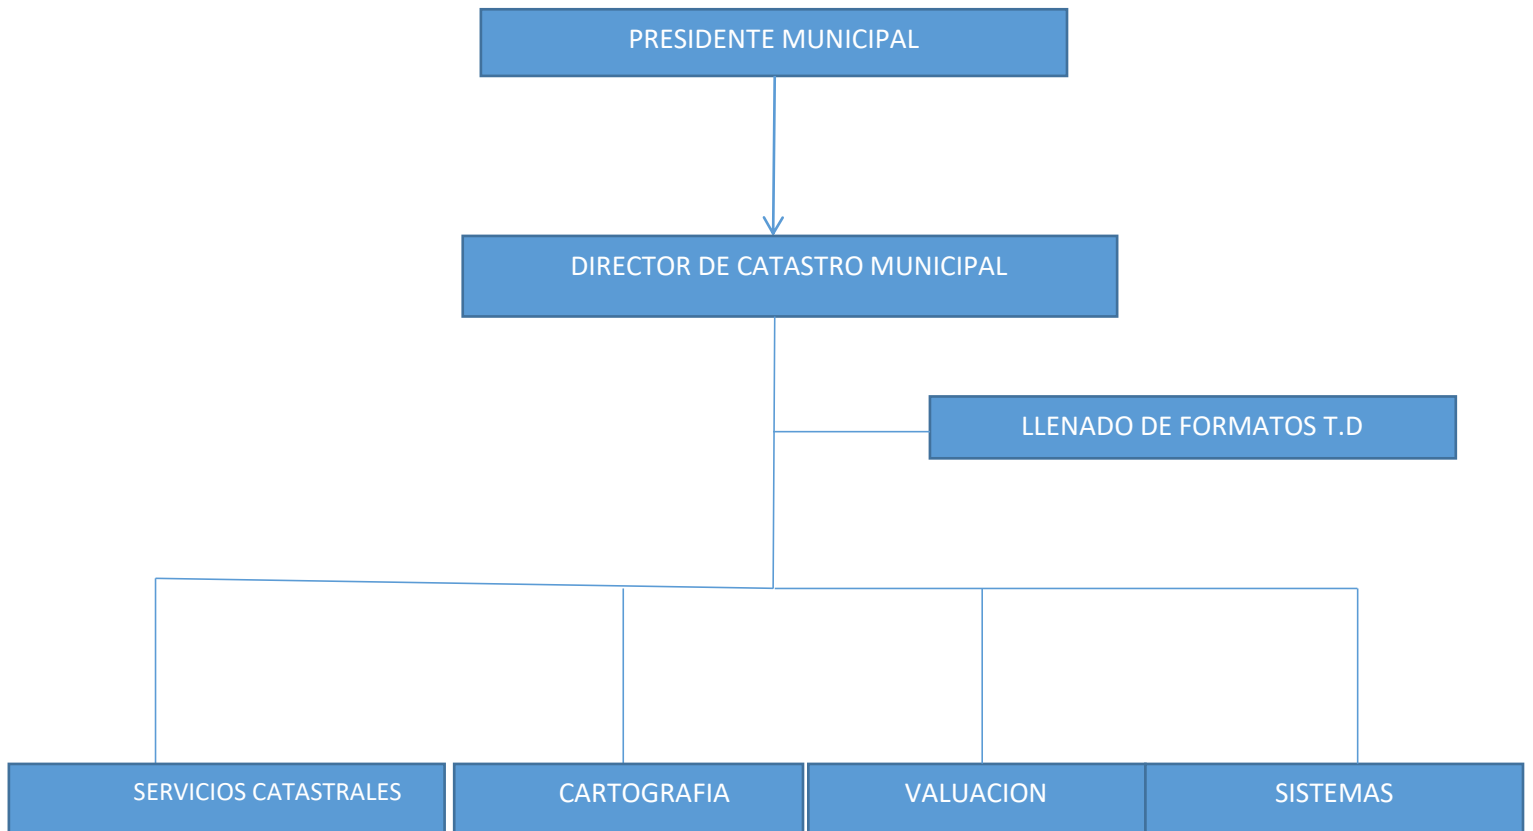 PRESIDENTE MUNICIPAL
DIRECTOR DE CATASTRO MUNICIPAL
LLENADO DE FORMATOS T.D
SERVICIOS CATASTRALES
CARTOGRAFIA
VALUACION
SISTEMAS